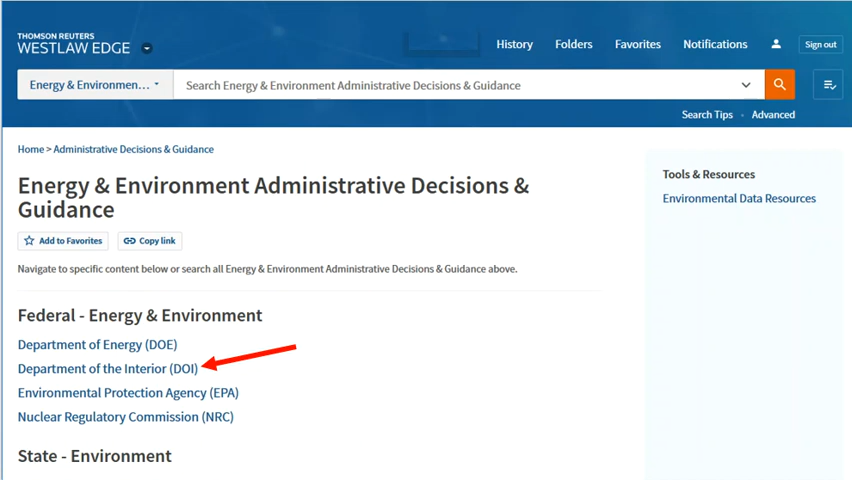 THOMSON REUTERS
WESTLAW EDGE
History Folders Favorites Notifications Sign out
Energy & Environmen... Search Energy & Environment Administrative Decisions & Guidance
Search Tips Advanced
Home > Administrative Decisions & Guidance
Energy & Environment Administrative Decisions &
Guidance
Add to Favorites Copy link
Navigate to specific content below or search all Energy & Environment Administrative Decisions & Guidance above.
Federal - Energy & Environment
Department of Energy (DOE)
Department of the Interior (DOI)
Environmental Protection Agency (EPA)
Nuclear Regulatory Commission (NRC)
State - Environment
Tools & Resources
Environmental Data Resources